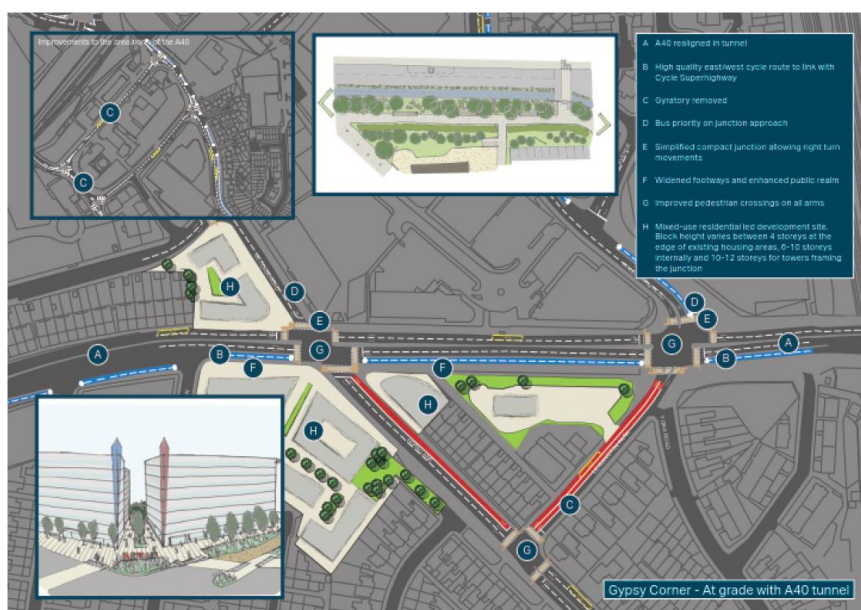 Improvements to the area north of the A40
A A40 realigned in tunnel
B High quality east/west cycle route to link with
Cycle Superhighway
C Gyratory removed
D Bus priority on junction approach
E Simplified compact junction allowing right turn
movements
F Widened footways and enhanced public realm
G Improved pedestrian crossings on all arms
H Mixed-use residential led development site.
Block height varies between 4 storeys at the
edge of existing housing areas, 6-10 storeys
internally and 10-12 storeys for towers framing
the junction
C
C
H
D
D
E
E
G
G
A
A
B
B
F
F
H
H
YORK ROAD
C
G
Gypsy Corner - At grade with A40 tunnel